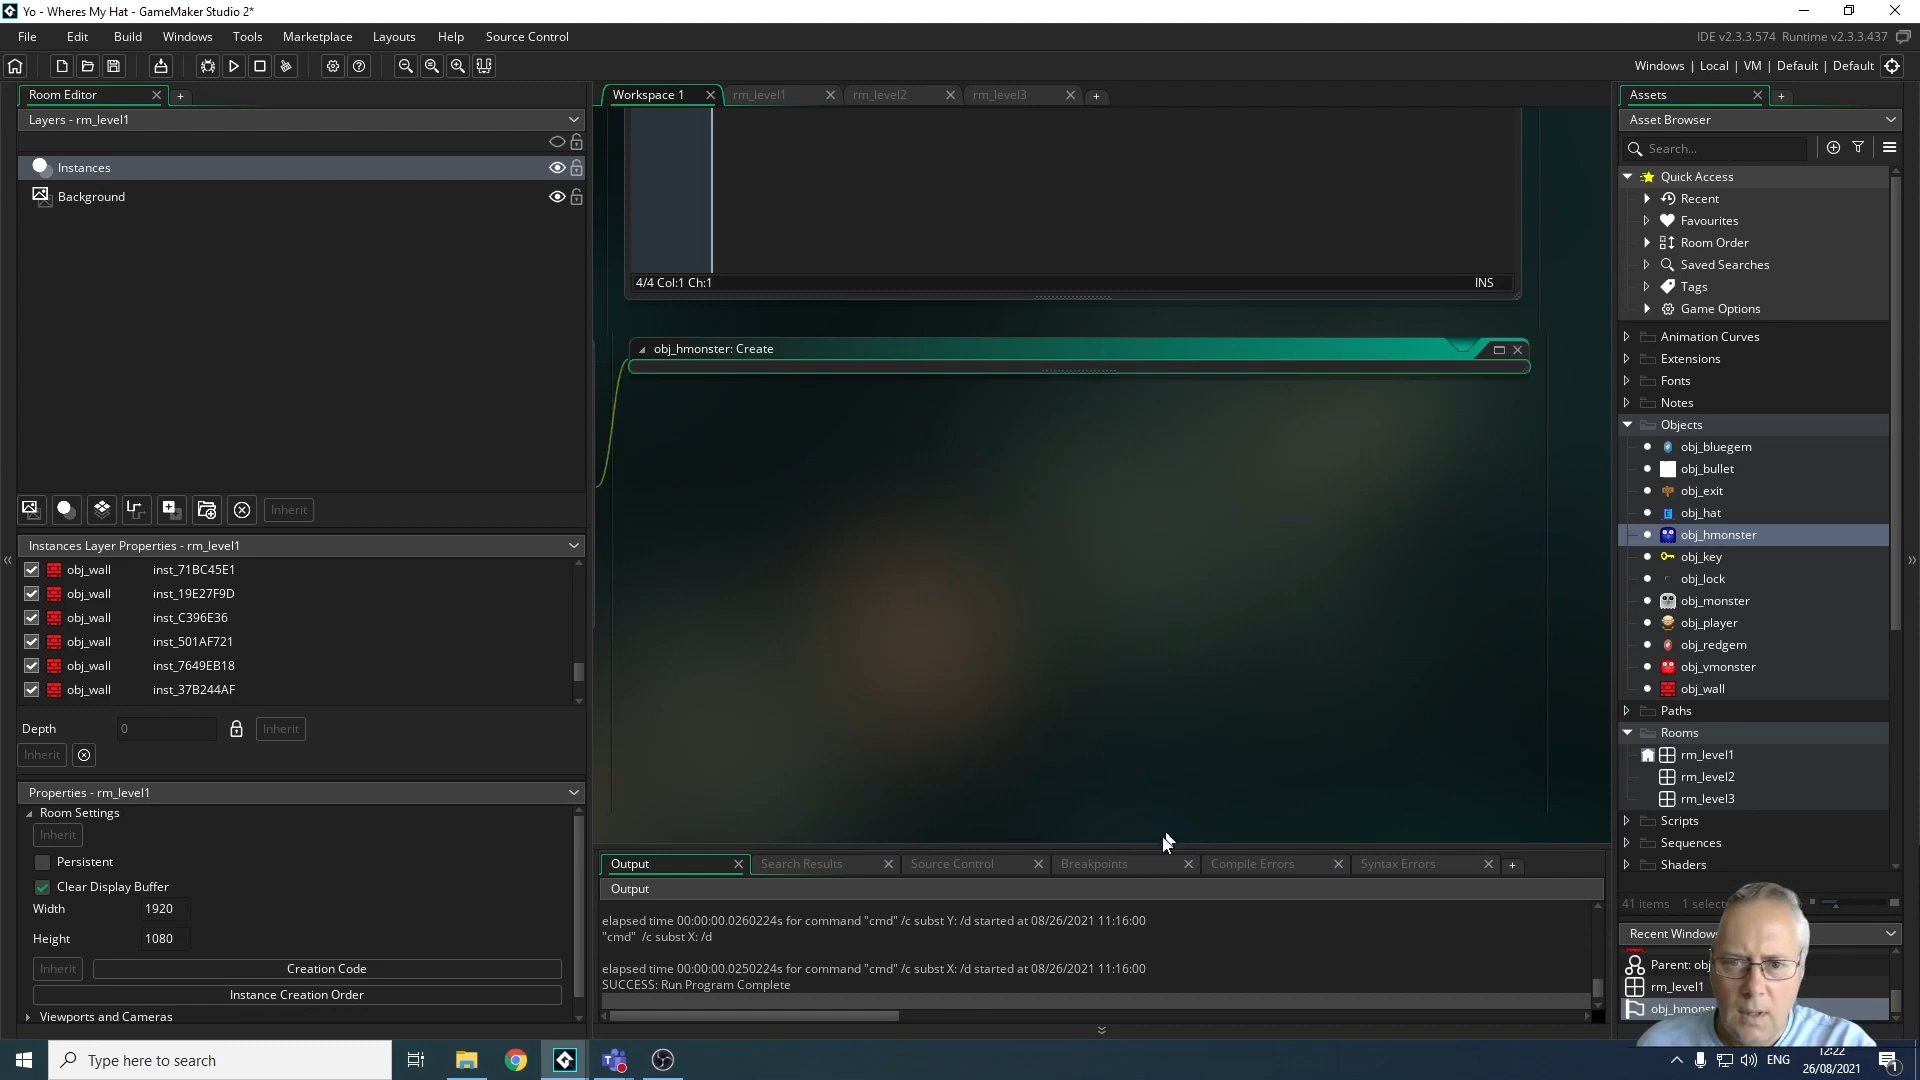 Yo - Wheres My Hat - GameMaker Studio 2*
File Edit Build Windows Tools Marketplace Layouts Help Source Control
IDE v2.3.3.574 Runtime v2.3.3.437
Windows | Local | VM | Default | Default
Room Editor
Layers - rm_level1
Instances
Background
Inherit
Instances Layer Properties - rm_level1
obj_wall inst_71BC45E1
obj_wall inst_19E27F9D
obj_wall inst_C396E36
obj_wall inst_501AF721
obj_wall inst_7649EB18
obj_wall inst_37B244AF
Depth 0 Inherit
Inherit
Properties - rm_level1
Room Settings
Inherit
Persistent
Clear Display Buffer
Width 1920
Height 1080
Inherit Creation Code
Instance Creation Order
Viewports and Cameras
Workspace 1 rm_level1 rm_level2 rm_level3
4/4 Col:1 Ch:1 INS
obj_hmonster: Create
Output Search Results Source Control Breakpoints Compile Errors Syntax Errors
Output
elapsed time 00:00:00.0260224s for command "cmd" /c subst Y: /d started at 08/26/2021 11:16:00
"cmd" /c subst X: /d
elapsed time 00:00:00.0250224s for command "cmd" /c subst X: /d started at 08/26/2021 11:16:00
SUCCESS: Run Program Complete
Assets
Asset Browser
Search...
Quick Access
Recent
Favourites
Room Order
Saved Searches
Tags
Game Options
Animation Curves
Extensions
Fonts
Notes
Objects
obj_bluegem
obj_bullet
obj_exit
obj_hat
obj_hmonster
obj_key
obj_lock
obj_monster
obj_player
obj_redgem
obj_vmonster
obj_wall
Paths
Rooms
rm_level1
rm_level2
rm_level3
Scripts
Sequences
Shaders
41 items 1 selected
Recent Windows
Parent: obj
rm_level1
obj_hmonst
Type here to search
ENG
12:22
26/08/2021
1